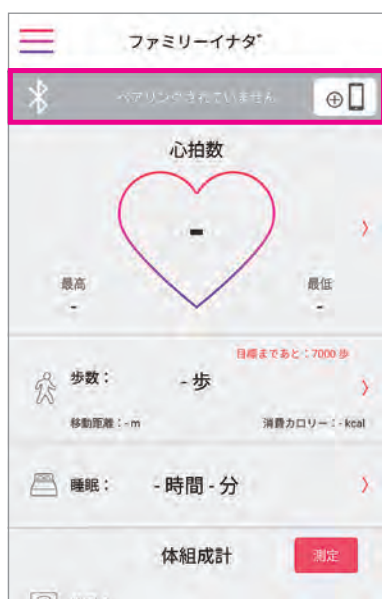 ファミリーイナダ
ペアリングされていません
心拍数
-
最高
最低
-
-
目標まであと：7000 歩
歩数： - 歩
移動距離：- m 消費カロリー：- kcal
睡眠： - 時間 - 分
体組成計 測定